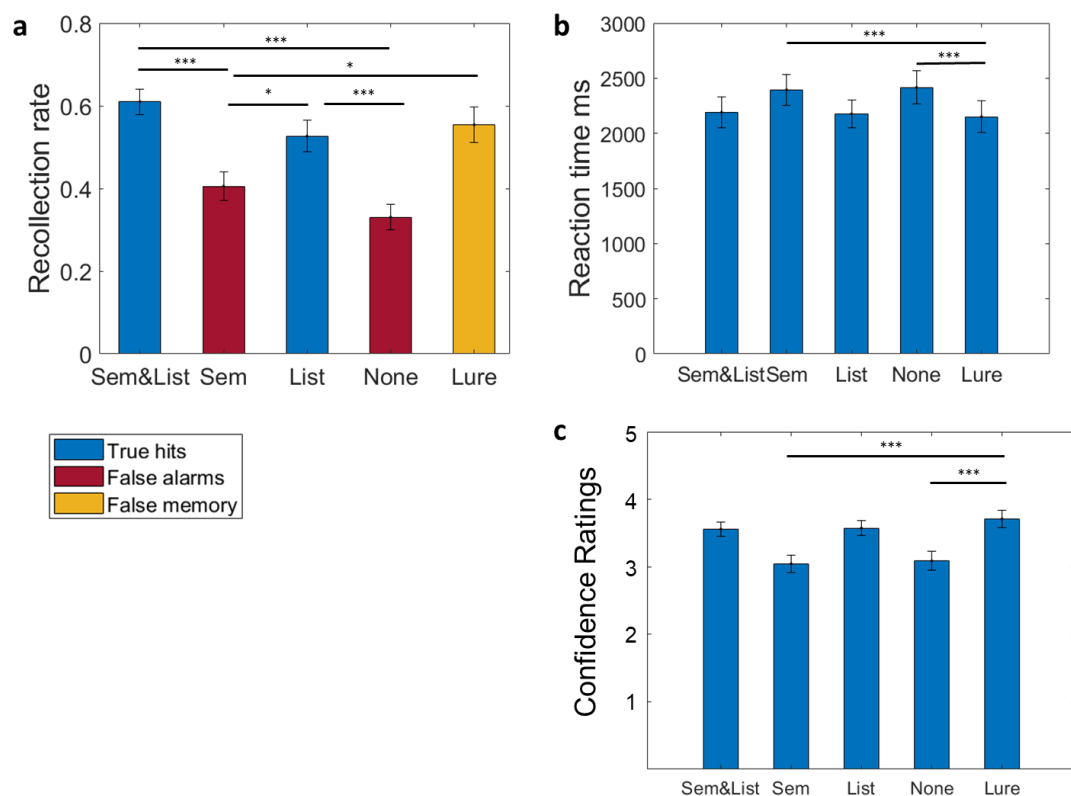 a
Recollection rate
0.8
0.6
0.4
0.2
0
***
***
*
*
***
Sem&List Sem List None Lure
True hits
False alarms
False memory
b
Reaction time ms
3000
2500
2000
1500
1000
500
0
***
***
Sem&List Sem List None Lure
c
Confidence Ratings
5
4
3
2
1
***
***
Sem&List Sem List None Lure